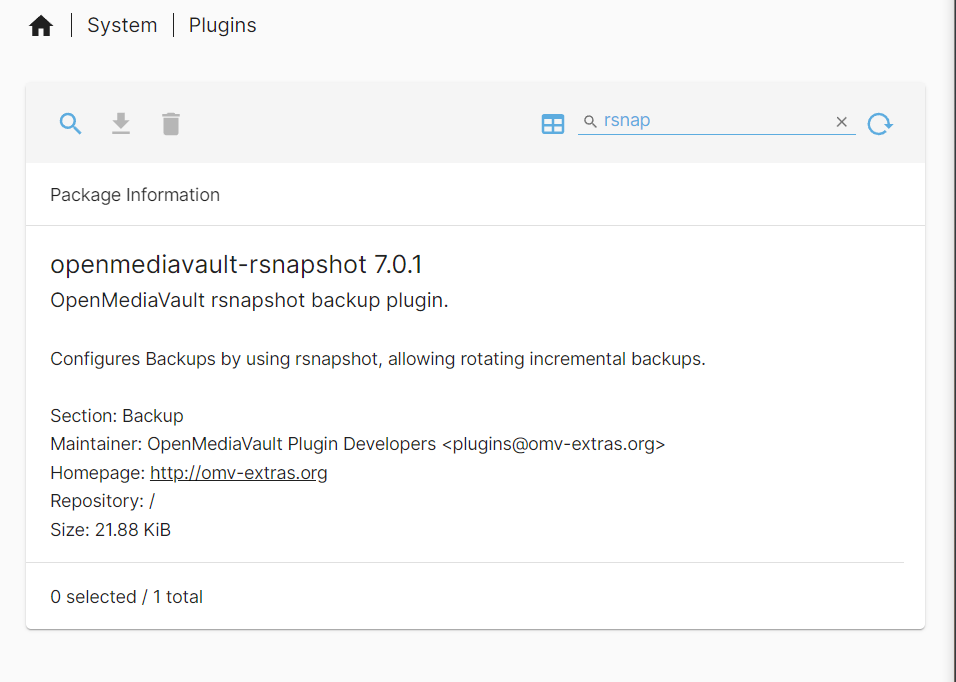 System | Plugins
rsnap
Package Information
openmediavault-rsnapshot 7.0.1
OpenMediaVault rsnapshot backup plugin.
Configures Backups by using rsnapshot, allowing rotating incremental backups.
Section: Backup
Maintainer: OpenMediaVault Plugin Developers <plugins@omv-extras.org>
Homepage: http://omv-extras.org
Repository: /
Size: 21.88 KiB
0 selected / 1 total